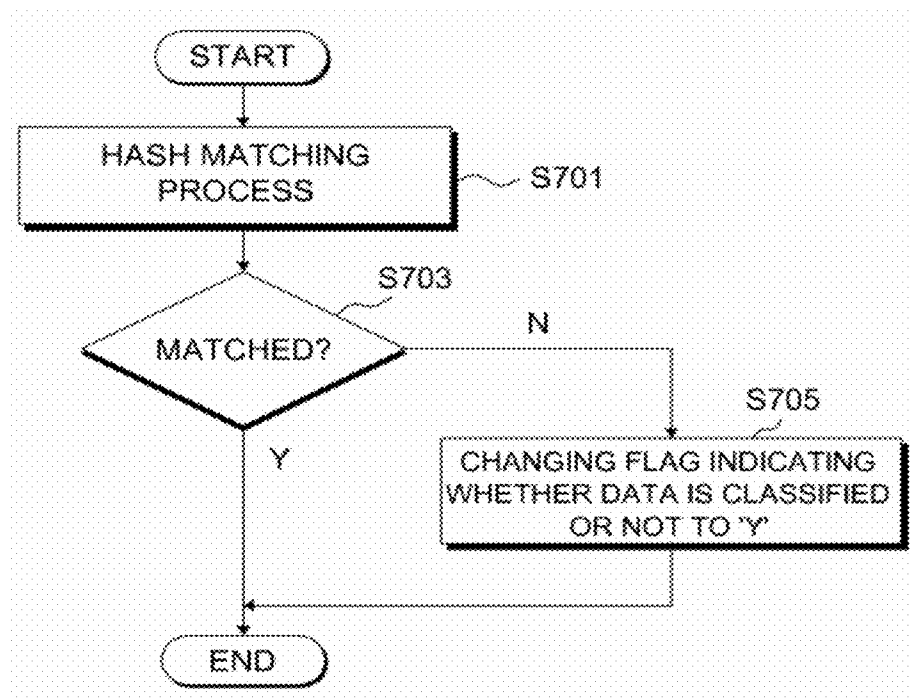 START
HASH MATCHING
PROCESS
S701
S703
MATCHED?
N
Y
S705
CHANGING FLAG INDICATING
WHETHER DATA IS CLASSIFIED
OR NOT TO 'Y'
END